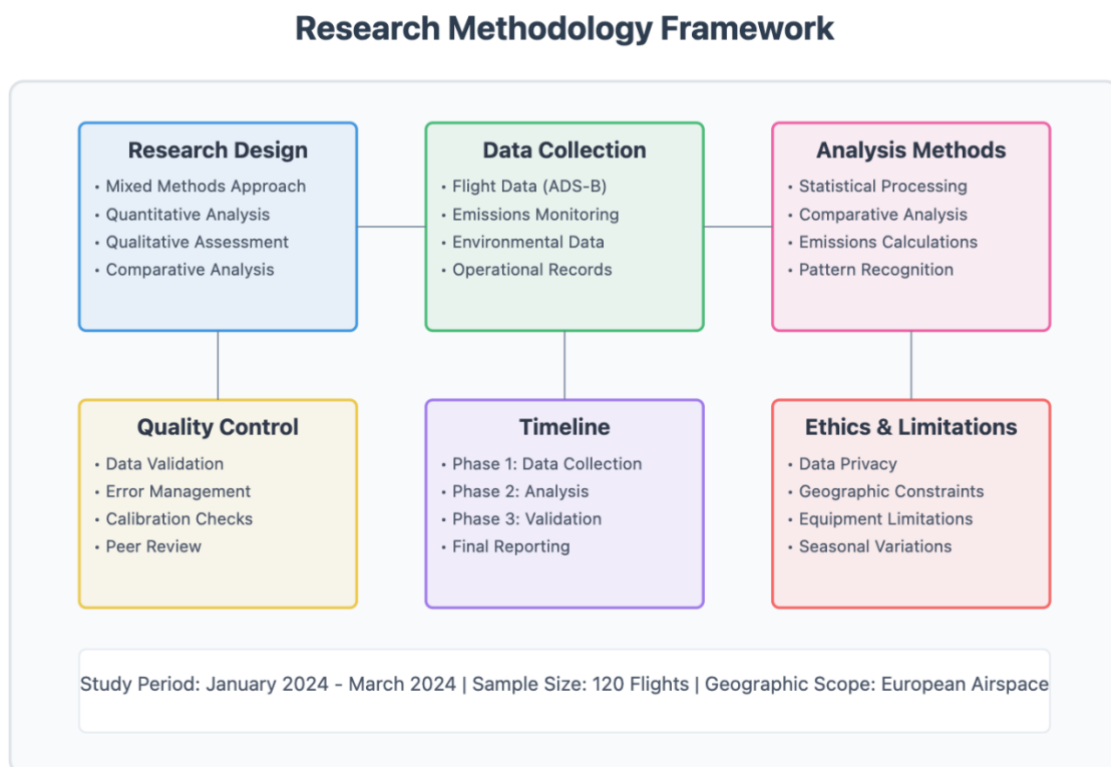 Research Methodology Framework
Research Design
• Mixed Methods Approach
• Quantitative Analysis
• Qualitative Assessment
• Comparative Analysis
Data Collection
• Flight Data (ADS-B)
• Emissions Monitoring
• Environmental Data
• Operational Records
Analysis Methods
• Statistical Processing
• Comparative Analysis
• Emissions Calculations
• Pattern Recognition
Quality Control
• Data Validation
• Error Management
• Calibration Checks
• Peer Review
Timeline
• Phase 1: Data Collection
• Phase 2: Analysis
• Phase 3: Validation
• Final Reporting
Ethics & Limitations
• Data Privacy
• Geographic Constraints
• Equipment Limitations
• Seasonal Variations
Study Period: January 2024 - March 2024 | Sample Size: 120 Flights | Geographic Scope: European Airspace